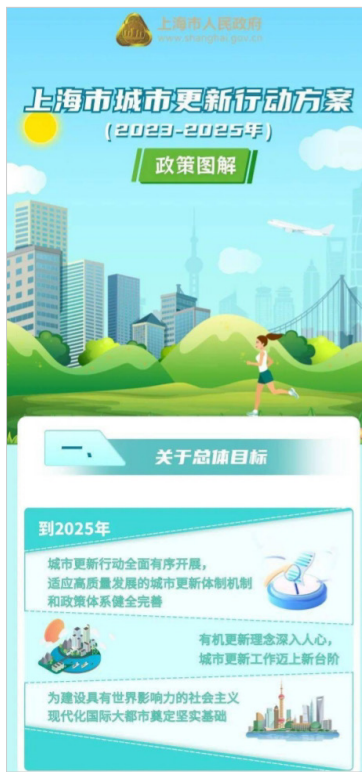 上海市人民政府
www.shanghai.gov.cn
上海市城市更新行动方案
(2023-2025年)
政策图解
一、
关于总体目标
到2025年
城市更新行动全面有序开展，
适应高质量发展的城市更新体制机制
和政策体系健全完善
有机更新理念深入人心，
城市更新工作迈上新台阶
为建设具有世界影响力的社会主义
现代化国际大都市奠定坚实基础